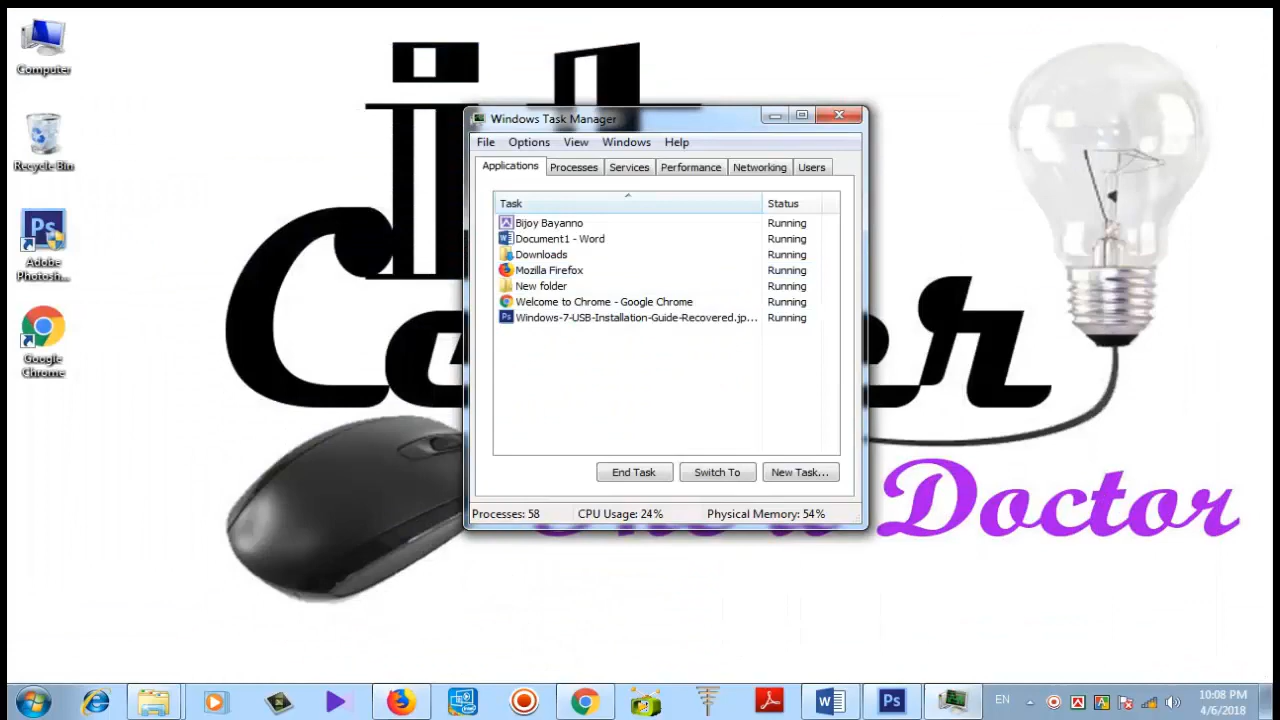 Computer
Recycle Bin
Ps
Adobe
Photosh...
Google
Chrome
Windows Task Manager
File Options View Windows Help
Applications Processes Services Performance Networking Users
Task Status
Bijoy Bayanno Running
Document1 - Word Running
Downloads Running
Mozilla Firefox Running
New folder Running
Welcome to Chrome - Google Chrome Running
Windows-7-USB-Installation-Guide-Recovered.jp... Running
End Task Switch To New Task...
Processes: 58 CPU Usage: 24% Physical Memory: 54%
Doctor
EN
10:08 PM
4/6/2018